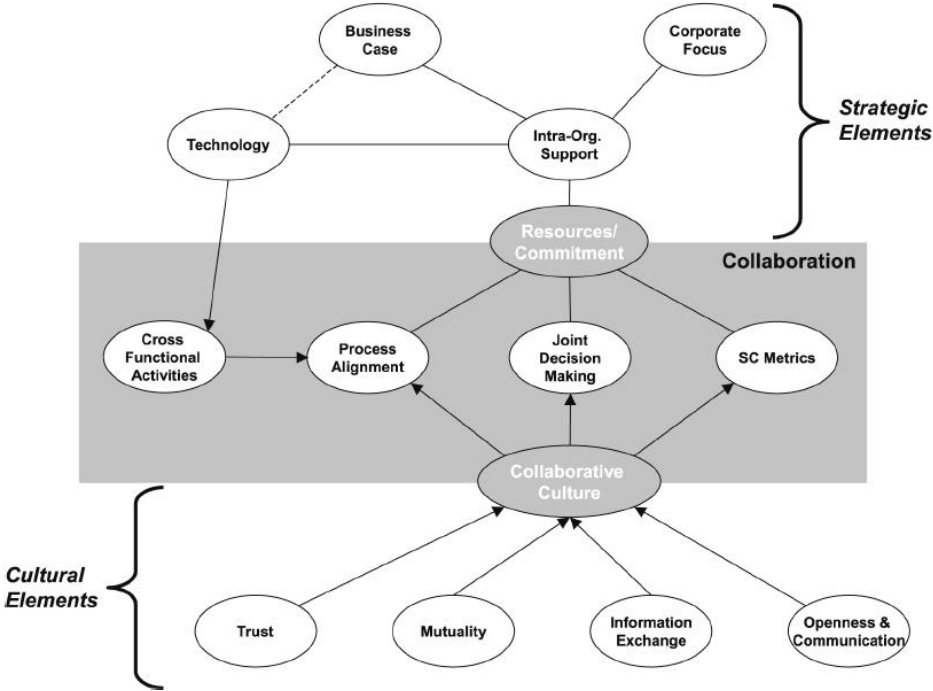 Business
Case
Corporate
Focus
Strategic
Elements
Technology
Intra-Org.
Support
Resources/
Commitment
Collaboration
Cross
Functional
Activities
Process
Alignment
Joint
Decision
Making
SC Metrics
Collaborative
Culture
Cultural
Elements
Trust
Mutuality
Information
Exchange
Openness &
Communication